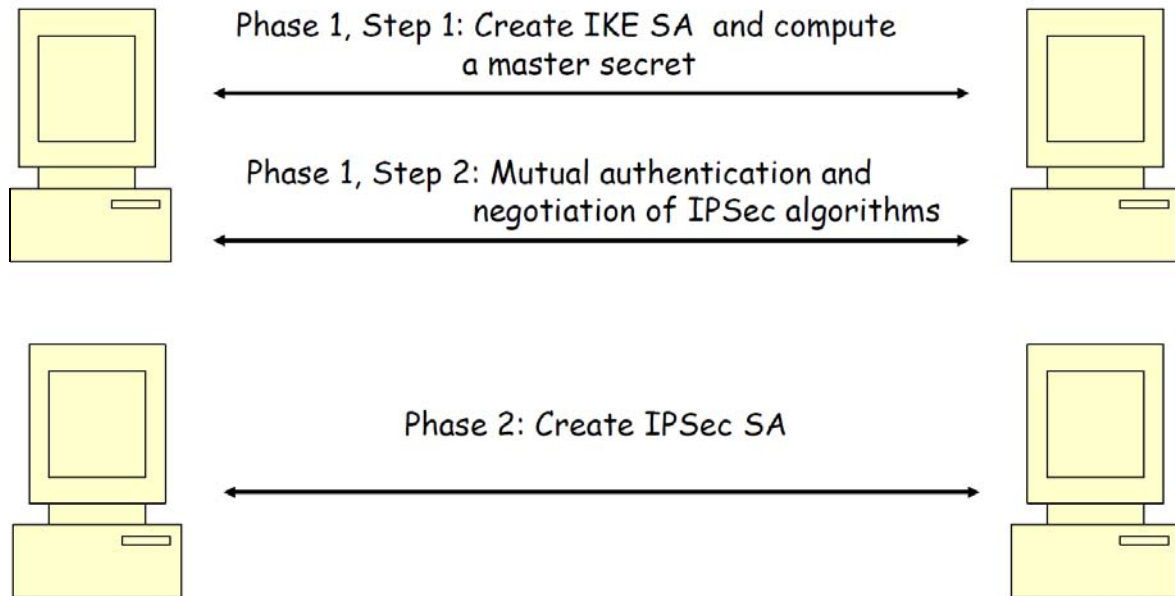 Phase 1, Step 1: Create IKE SA and compute
a master secret
Phase 1, Step 2: Mutual authentication and
negotiation of IPSec algorithms
Phase 2: Create IPSec SA